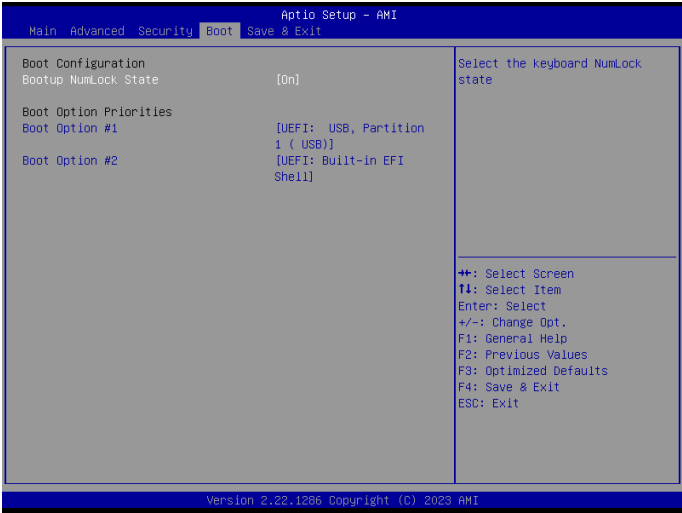 Aptio Setup – AMI
Main Advanced Security Boot Save & Exit
Boot Configuration
Bootup NumLock State [On]
Boot Option Priorities
Boot Option #1 [UEFI: USB, Partition
1 ( USB)]
Boot Option #2 [UEFI: Built-in EFI
Shell]
Select the keyboard NumLock
state
→←: Select Screen
↑↓: Select Item
Enter: Select
+/-: Change Opt.
F1: General Help
F2: Previous Values
F3: Optimized Defaults
F4: Save & Exit
ESC: Exit
Version 2.22.1286 Copyright (C) 2023 AMI